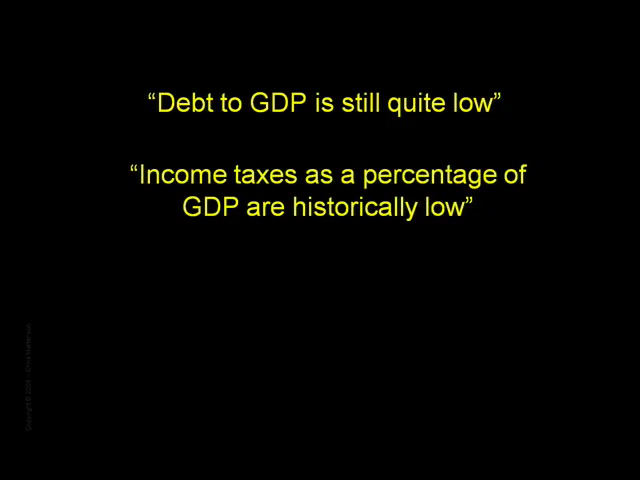 “Debt to GDP is still quite low”
“Income taxes as a percentage of
GDP are historically low”